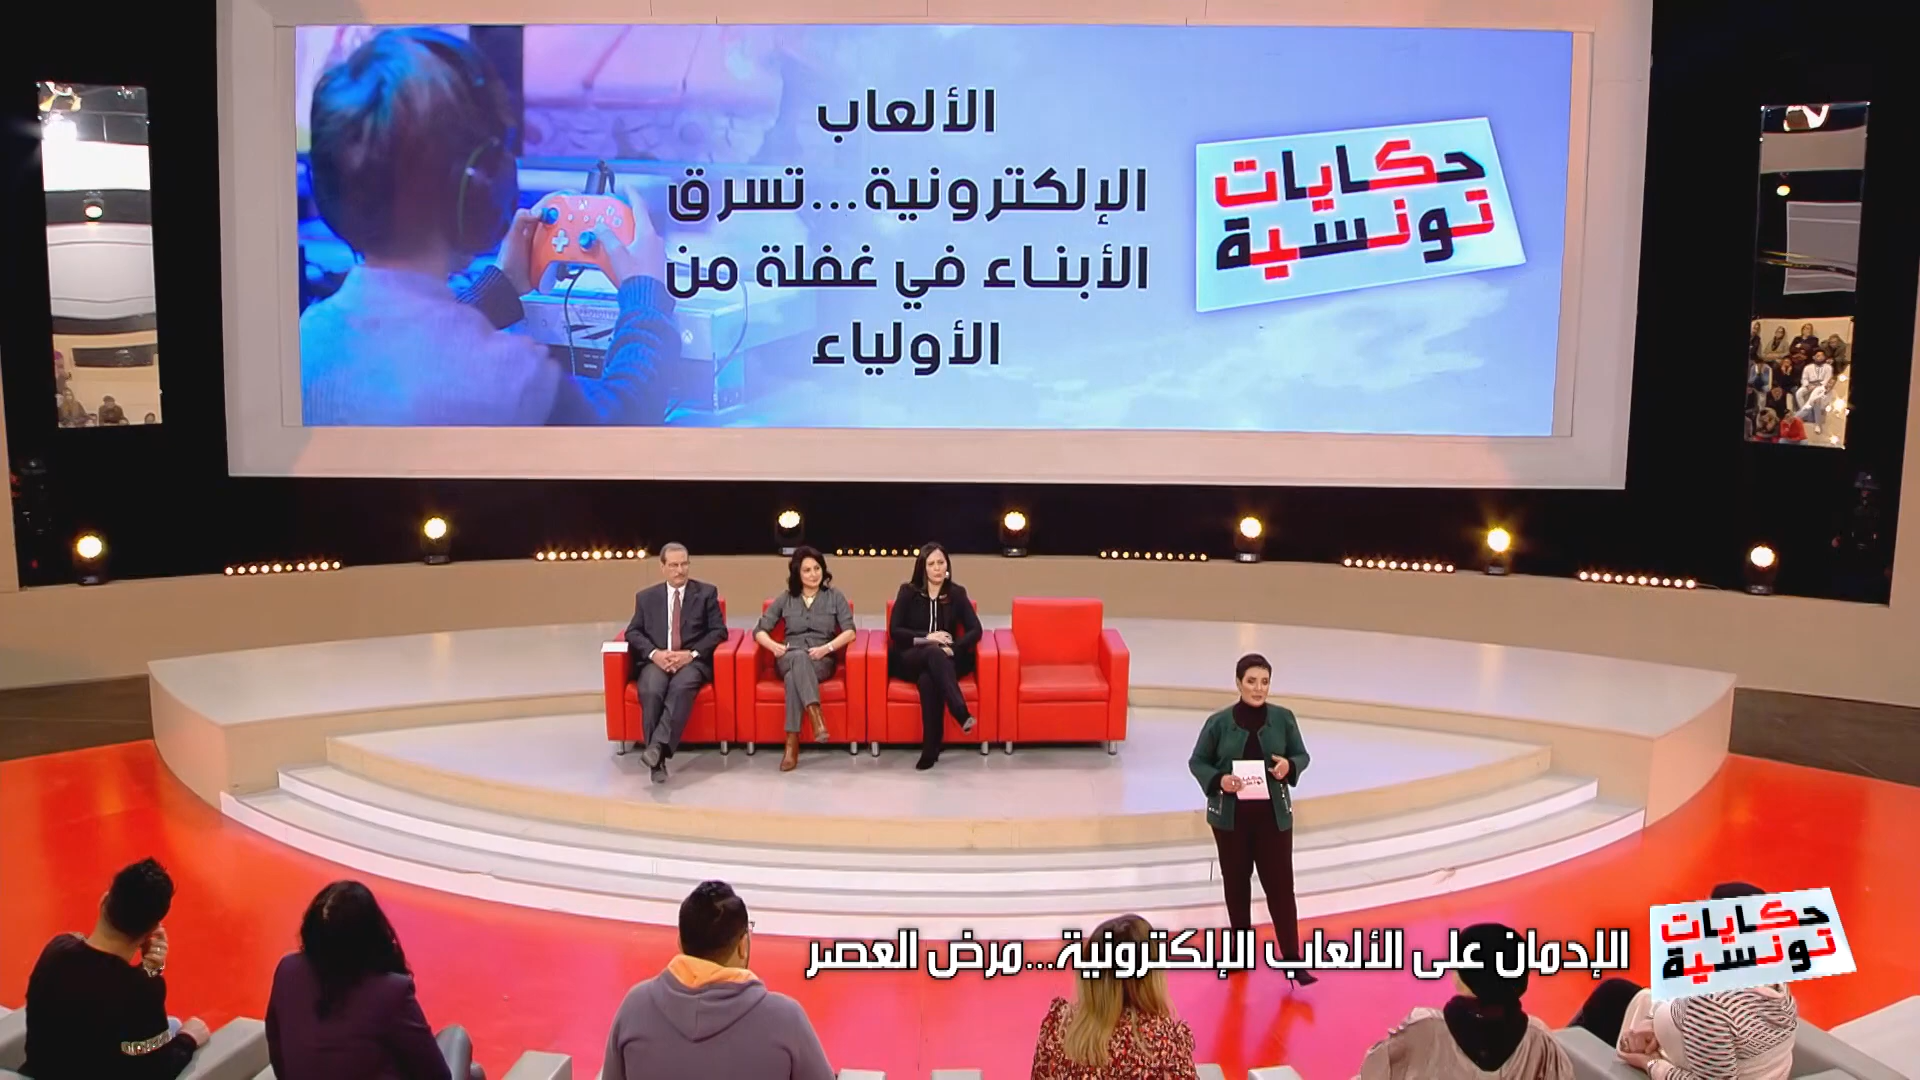 الألعاب
الإلكترونية...تسرق
الأبناء في غفلة من
الأولياء
حكايات
تونسية
الإدمان على الألعاب الإلكترونية...مرض العصر
حكايات
تونسية